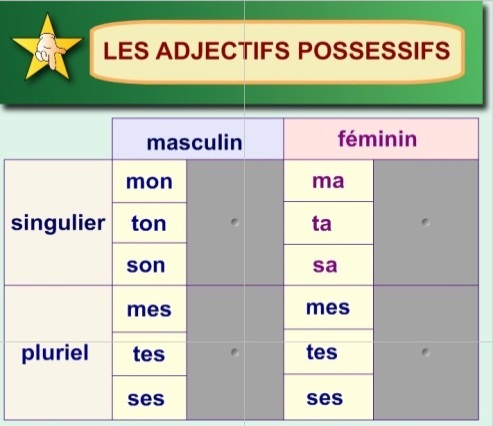 LES ADJECTIFS POSSESSIFS
masculin féminin
mon ma
singulier ton ta
son sa
mes mes
pluriel tes tes
ses ses